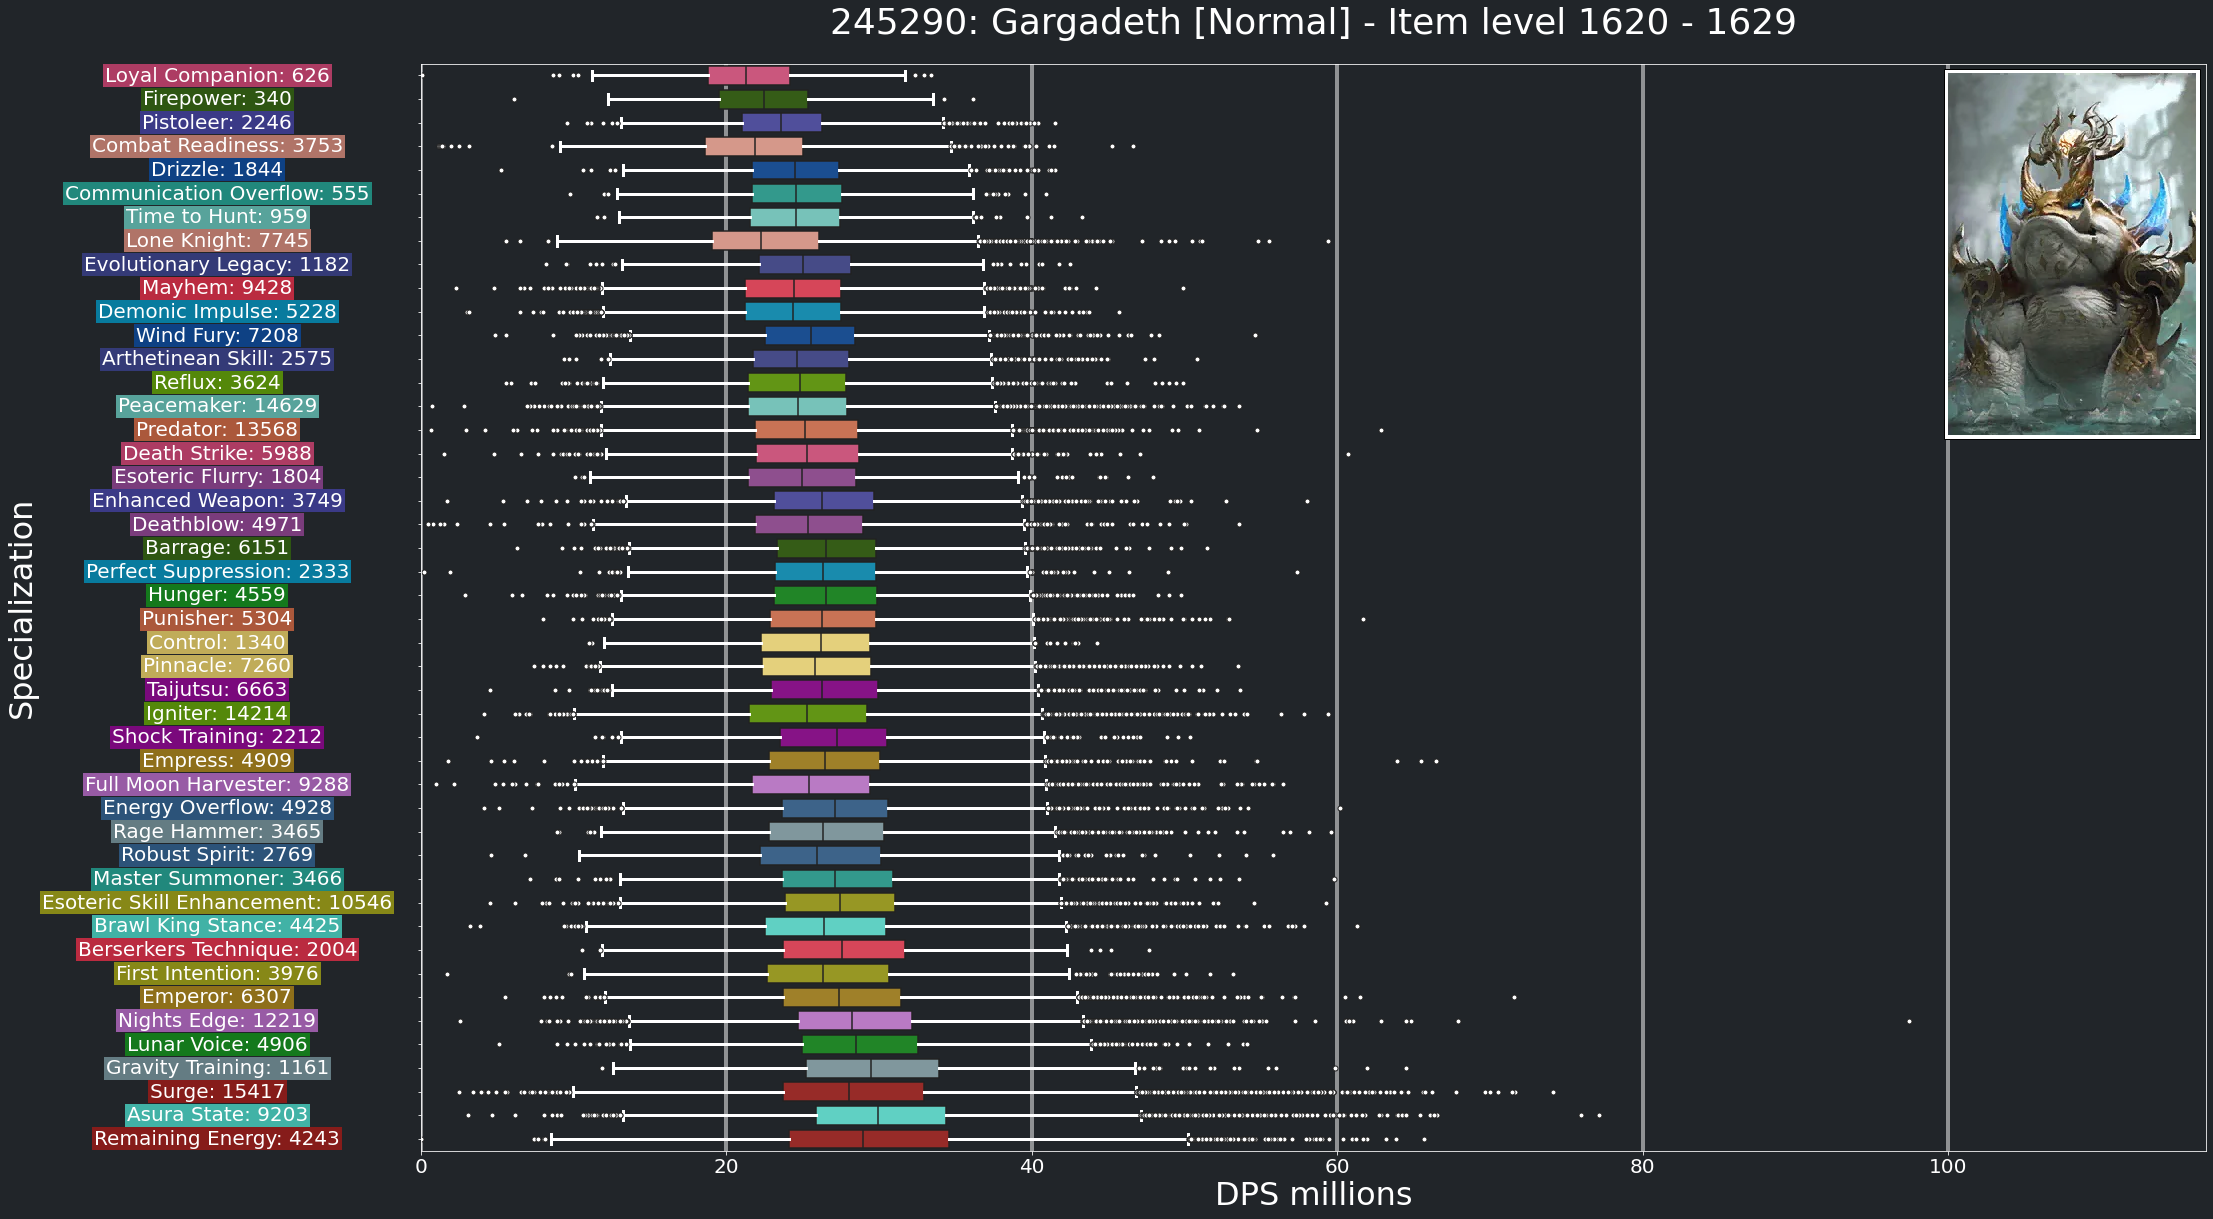 245290: Gargadeth [Normal] - Item level 1620 - 1629
Loyal Companion: 626
Firepower: 340
Pistoleer: 2246
Combat Readiness: 3753
Drizzle: 1844
Communication Overflow: 555
Time to Hunt: 959
Lone Knight: 7745
Evolutionary Legacy: 1182
Mayhem: 9428
Demonic Impulse: 5228
Wind Fury: 7208
Arthetinean Skill: 2575
Reflux: 3624
Peacemaker: 14629
Predator: 13568
Death Strike: 5988
Esoteric Flurry: 1804
Enhanced Weapon: 3749
Deathblow: 4971
Barrage: 6151
Perfect Suppression: 2333
Hunger: 4559
Punisher: 5304
Control: 1340
Pinnacle: 7260
Taijutsu: 6663
Igniter: 14214
Shock Training: 2212
Empress: 4909
Full Moon Harvester: 9288
Energy Overflow: 4928
Rage Hammer: 3465
Robust Spirit: 2769
Master Summoner: 3466
Esoteric Skill Enhancement: 10546
Brawl King Stance: 4425
Berserkers Technique: 2004
First Intention: 3976
Emperor: 6307
Nights Edge: 12219
Lunar Voice: 4906
Gravity Training: 1161
Surge: 15417
Asura State: 9203
Remaining Energy: 4243
Specialization
0 20 40 60 80 100
DPS millions